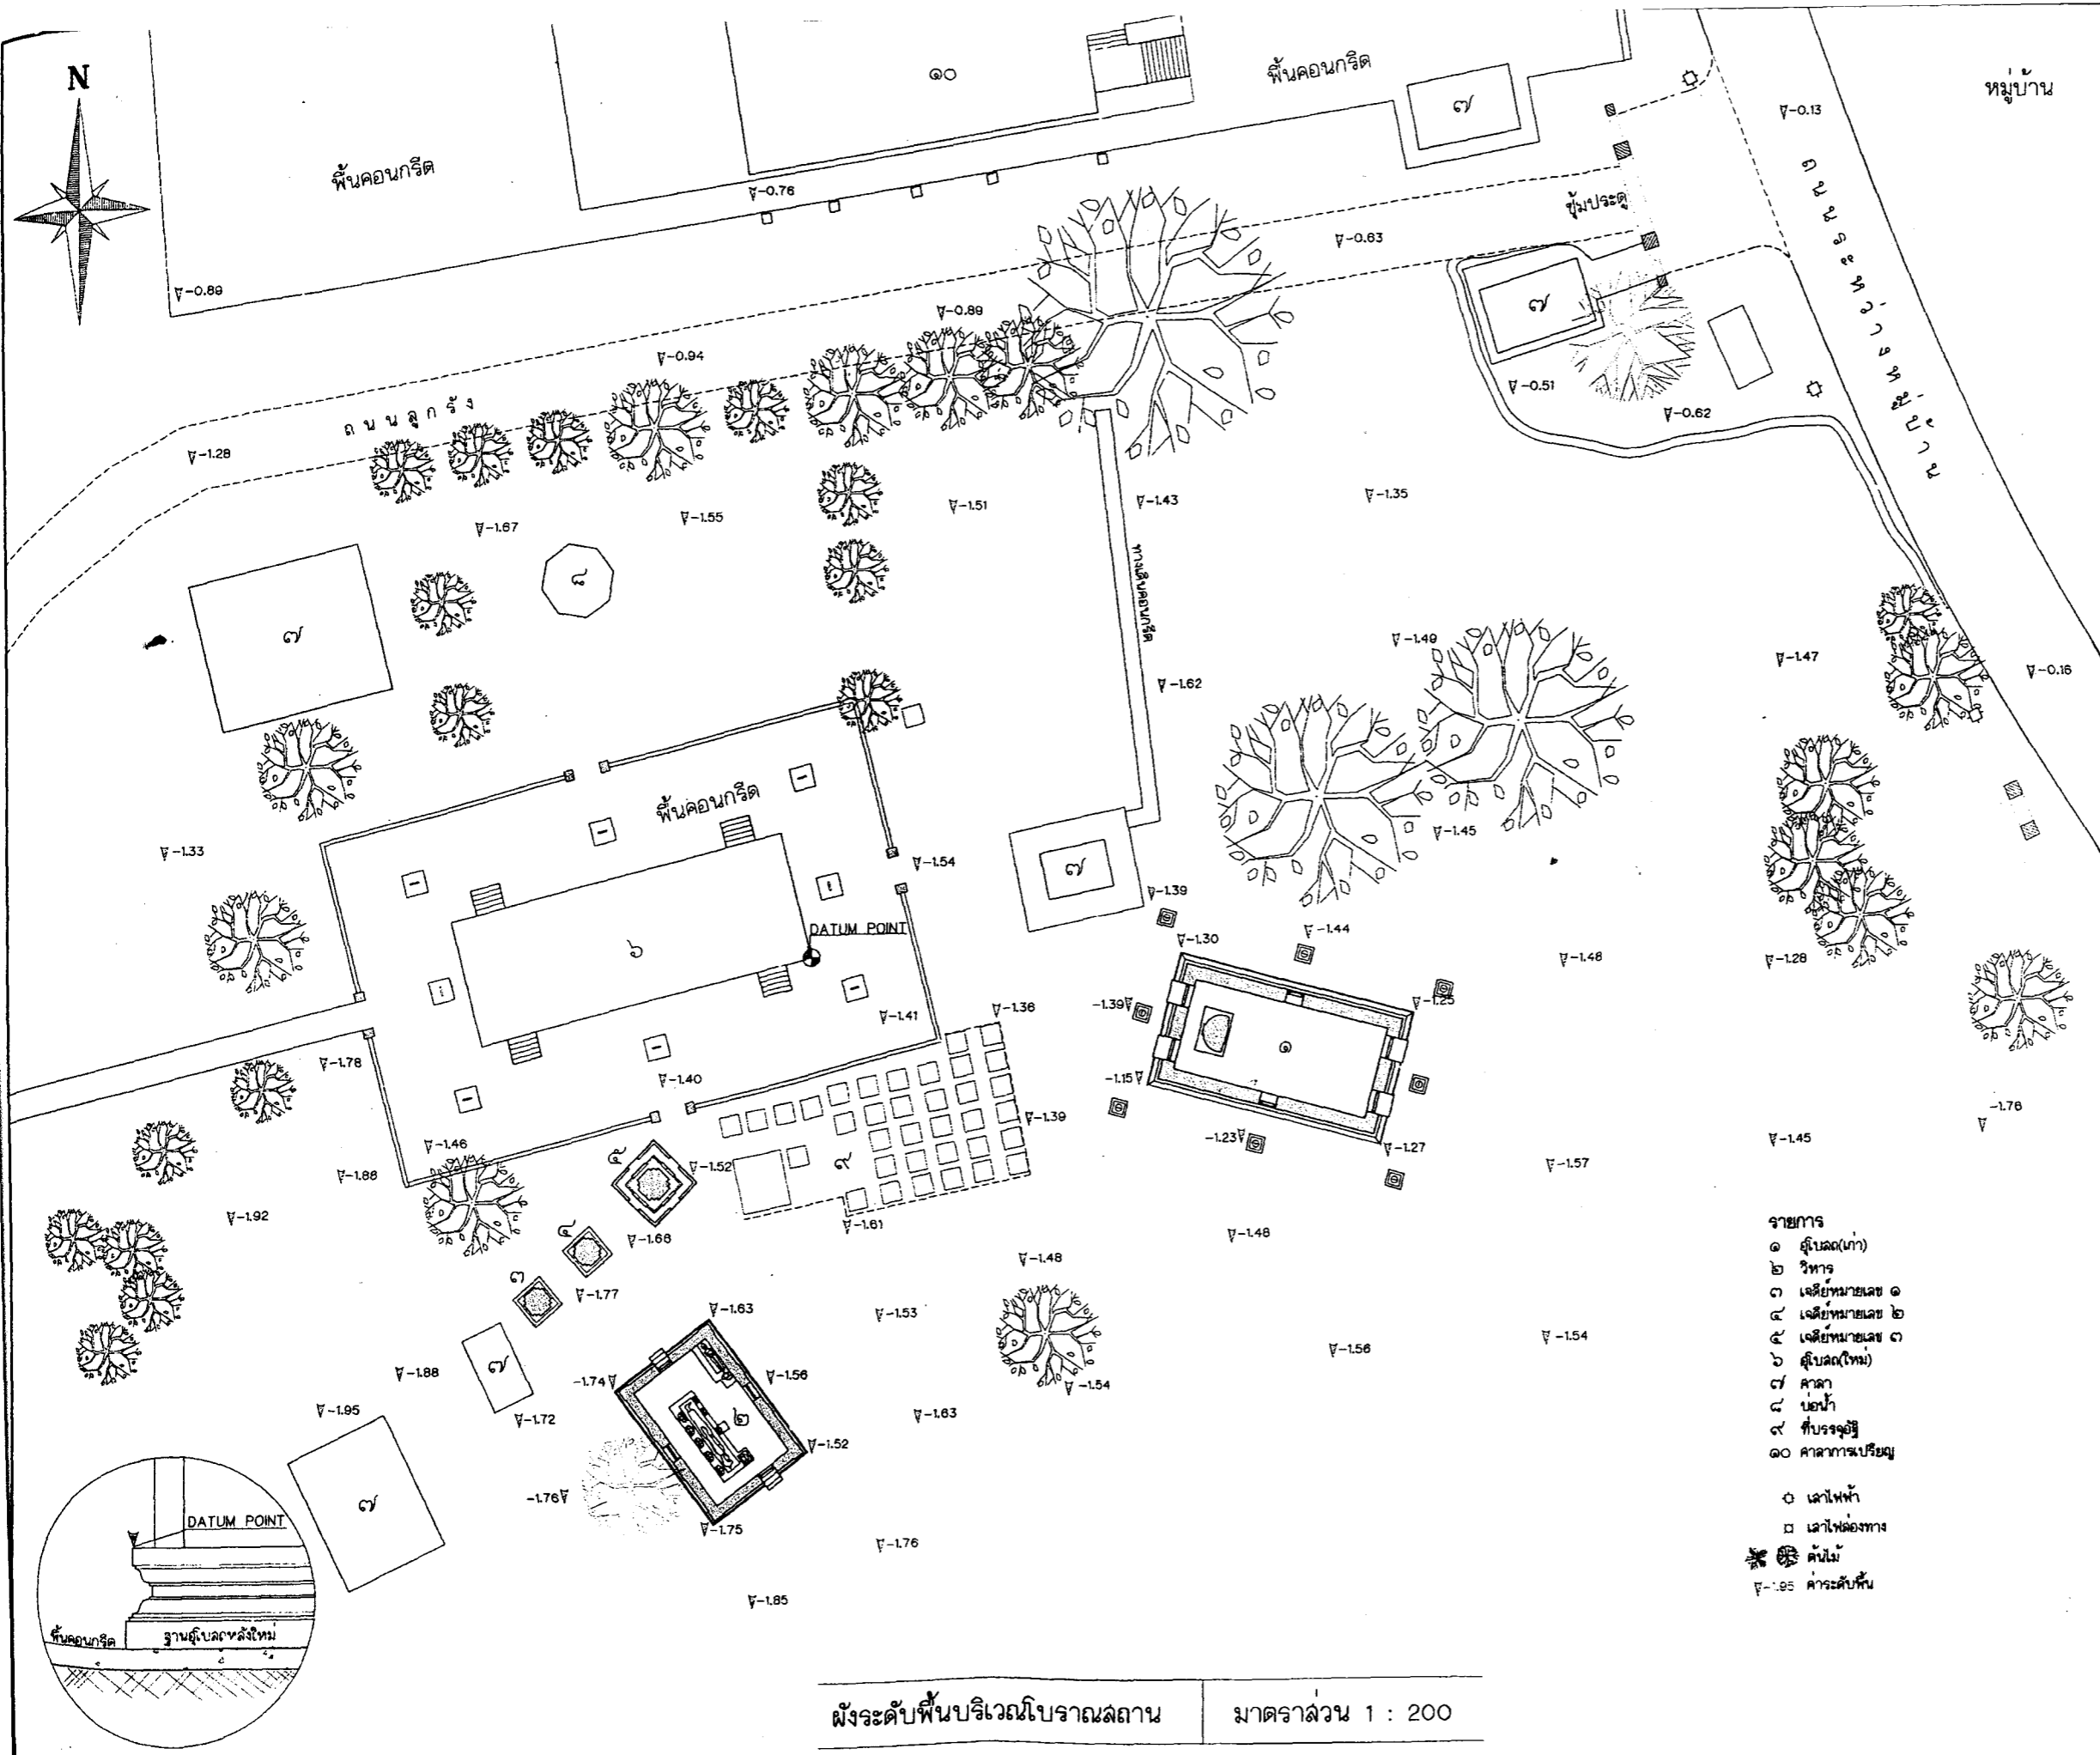 N
๑๐
พื้นคอนกรีต
๗
หมู่บ้าน
-0.13
พื้นคอนกรีต
-0.76
ซุ้มประตู
ถนนระหว่างหมู่บ้าน
-0.63
-0.89
-0.89
๗
-0.94
-0.51
-0.62
ถนนลูกรัง
-1.28
-1.67
-1.55
-1.51
-1.43
-1.35
ทางเดินคอนกรีต
๘
๗
-1.49
-1.47
-0.16
-1.62
พื้นคอนกรีต
-1.33
-1.54
๗
-1.45
-1.39
DATUM POINT
๖
-1.30
-1.44
-1.48
-1.28
-1.39
-1.25
-1.36
-1.41
๑
-1.78
-1.40
-1.15
-1.39
-1.76
-1.46
-1.23
-1.27
-1.45
๕
-1.52
๙
-1.57
-1.88
-1.92
-1.61
-1.48
๔
-1.66
-1.48
๓
-1.77
-1.63
-1.53
-1.56
-1.54
๗
-1.88
-1.74
-1.56
-1.54
-1.95
-1.72
๒
-1.63
-1.52
๗
-1.76
-1.75
-1.76
-1.85
รายการ
๑ อุโบสถ(เก่า)
๒ วิหาร
๓ เจดีย์หมายเลข ๑
๔ เจดีย์หมายเลข ๒
๕ เจดีย์หมายเลข ๓
๖ อุโบสถ(ใหม่)
๗ ศาลา
๘ บ่อน้ำ
๙ ที่บรรจุอัฐิ
๑๐ ศาลาการเปรียญ
เสาไฟฟ้า
เสาไฟส่องทาง
ต้นไม้
-1.95 ค่าระดับพื้น
DATUM POINT
พื้นคอนกรีต
ฐานอุโบสถหลังใหม่
ผังระดับพื้นบริเวณโบราณสถาน
มาตราส่วน 1 : 200